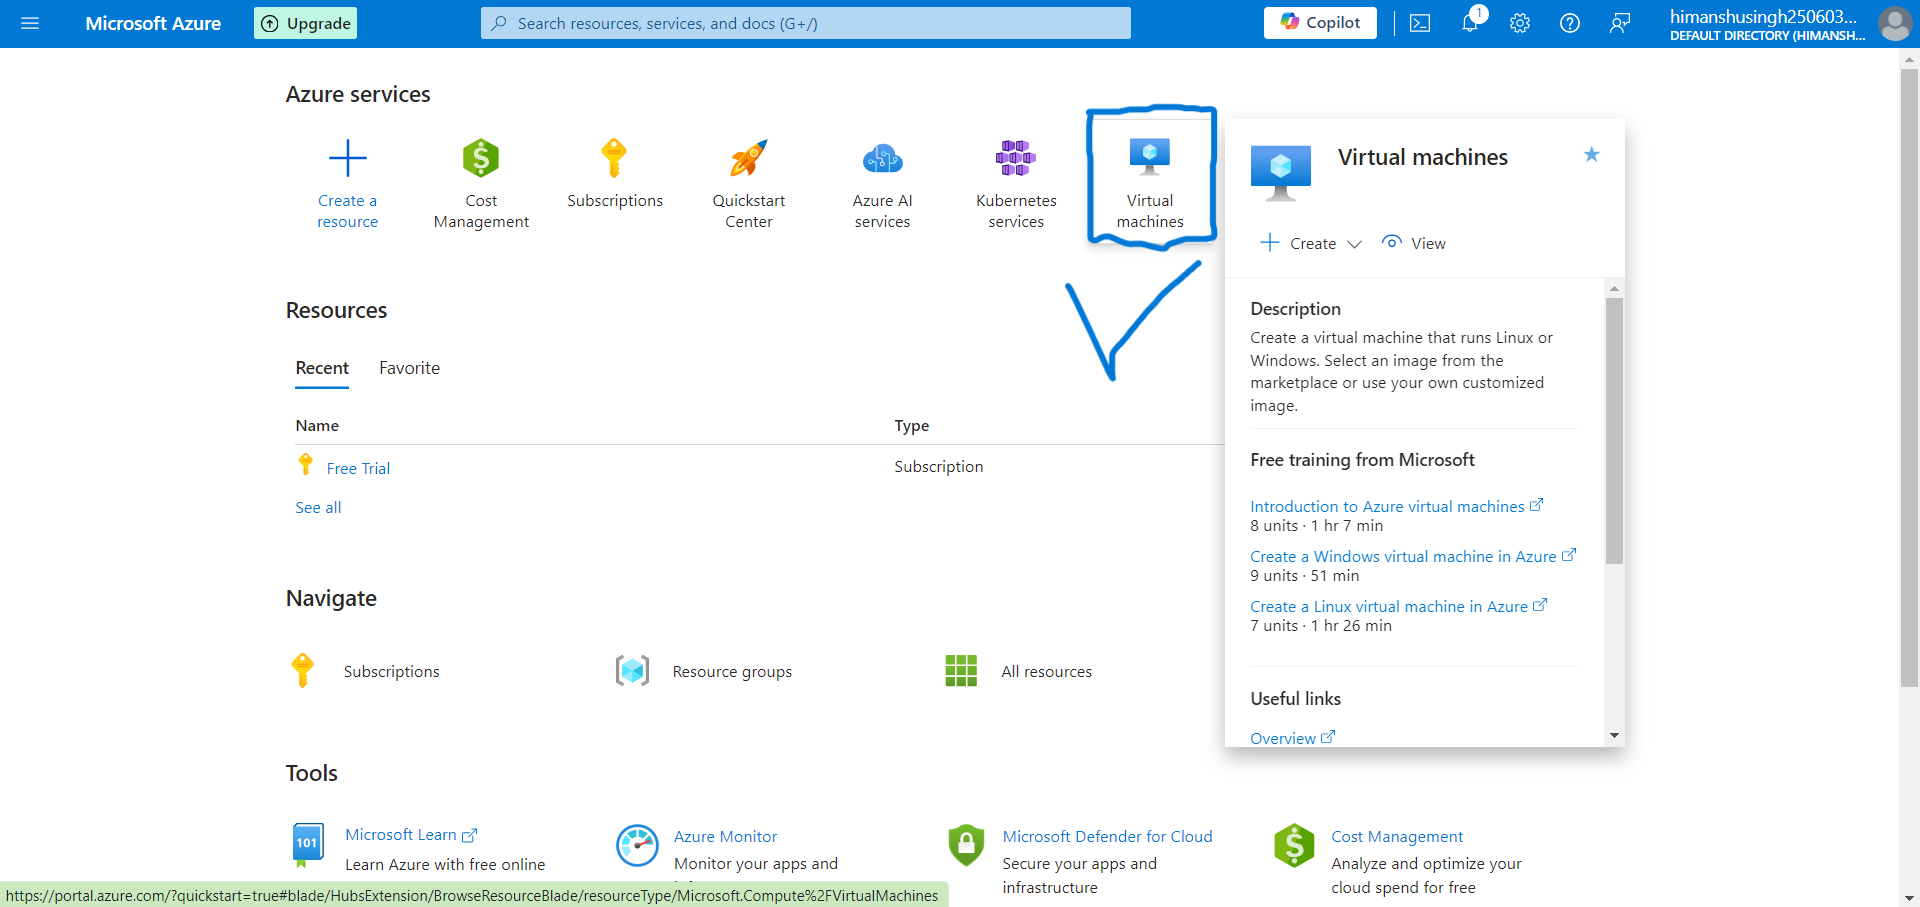 Microsoft Azure
Upgrade
Search resources, services, and docs (G+/)
Copilot
1
himanshusingh250603...
DEFAULT DIRECTORY (HIMANSH...
Azure services
Create a
resource
Cost
Management
Subscriptions
Quickstart
Center
Azure AI
services
Kubernetes
services
Virtual
machines
Virtual machines
Create
View
Description
Create a virtual machine that runs Linux or
Windows. Select an image from the
marketplace or use your own customized
image.
Free training from Microsoft
Introduction to Azure virtual machines
8 units · 1 hr 7 min
Create a Windows virtual machine in Azure
9 units · 51 min
Create a Linux virtual machine in Azure
7 units · 1 hr 26 min
Useful links
Overview
Resources
Recent
Favorite
Name
Type
Free Trial
Subscription
See all
Navigate
Subscriptions
Resource groups
All resources
Tools
101
Microsoft Learn
Learn Azure with free online
Azure Monitor
Monitor your apps and
Microsoft Defender for Cloud
Secure your apps and
infrastructure
Cost Management
Analyze and optimize your
cloud spend for free
https://portal.azure.com/?quickstart=true#blade/HubsExtension/BrowseResourceBlade/resourceType/Microsoft.Compute%2FVirtualMachines